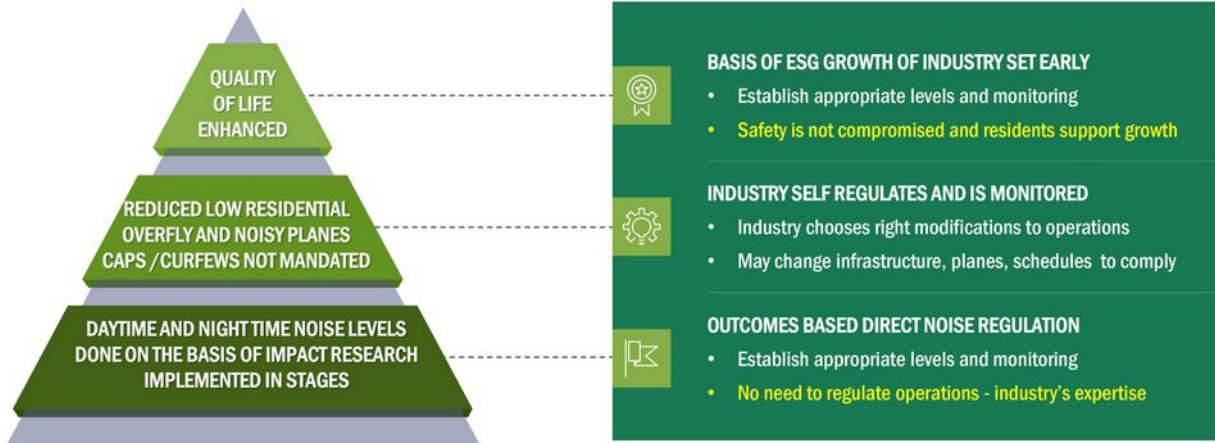 QUALITY
OF LIFE
ENHANCED
REDUCED LOW RESIDENTIAL
OVERFLY AND NOISY PLANES
CAPS /CURFEWS NOT MANDATED
DAYTIME AND NIGHT TIME NOISE LEVELS
DONE ON THE BASIS OF IMPACT RESEARCH
IMPLEMENTED IN STAGES
BASIS OF ESG GROWTH OF INDUSTRY SET EARLY
• Establish appropriate levels and monitoring
• Safety is not compromised and residents support growth
INDUSTRY SELF REGULATES AND IS MONITORED
• Industry chooses right modifications to operations
• May change infrastructure, planes, schedules to comply
OUTCOMES BASED DIRECT NOISE REGULATION
• Establish appropriate levels and monitoring
• No need to regulate operations - industry's expertise